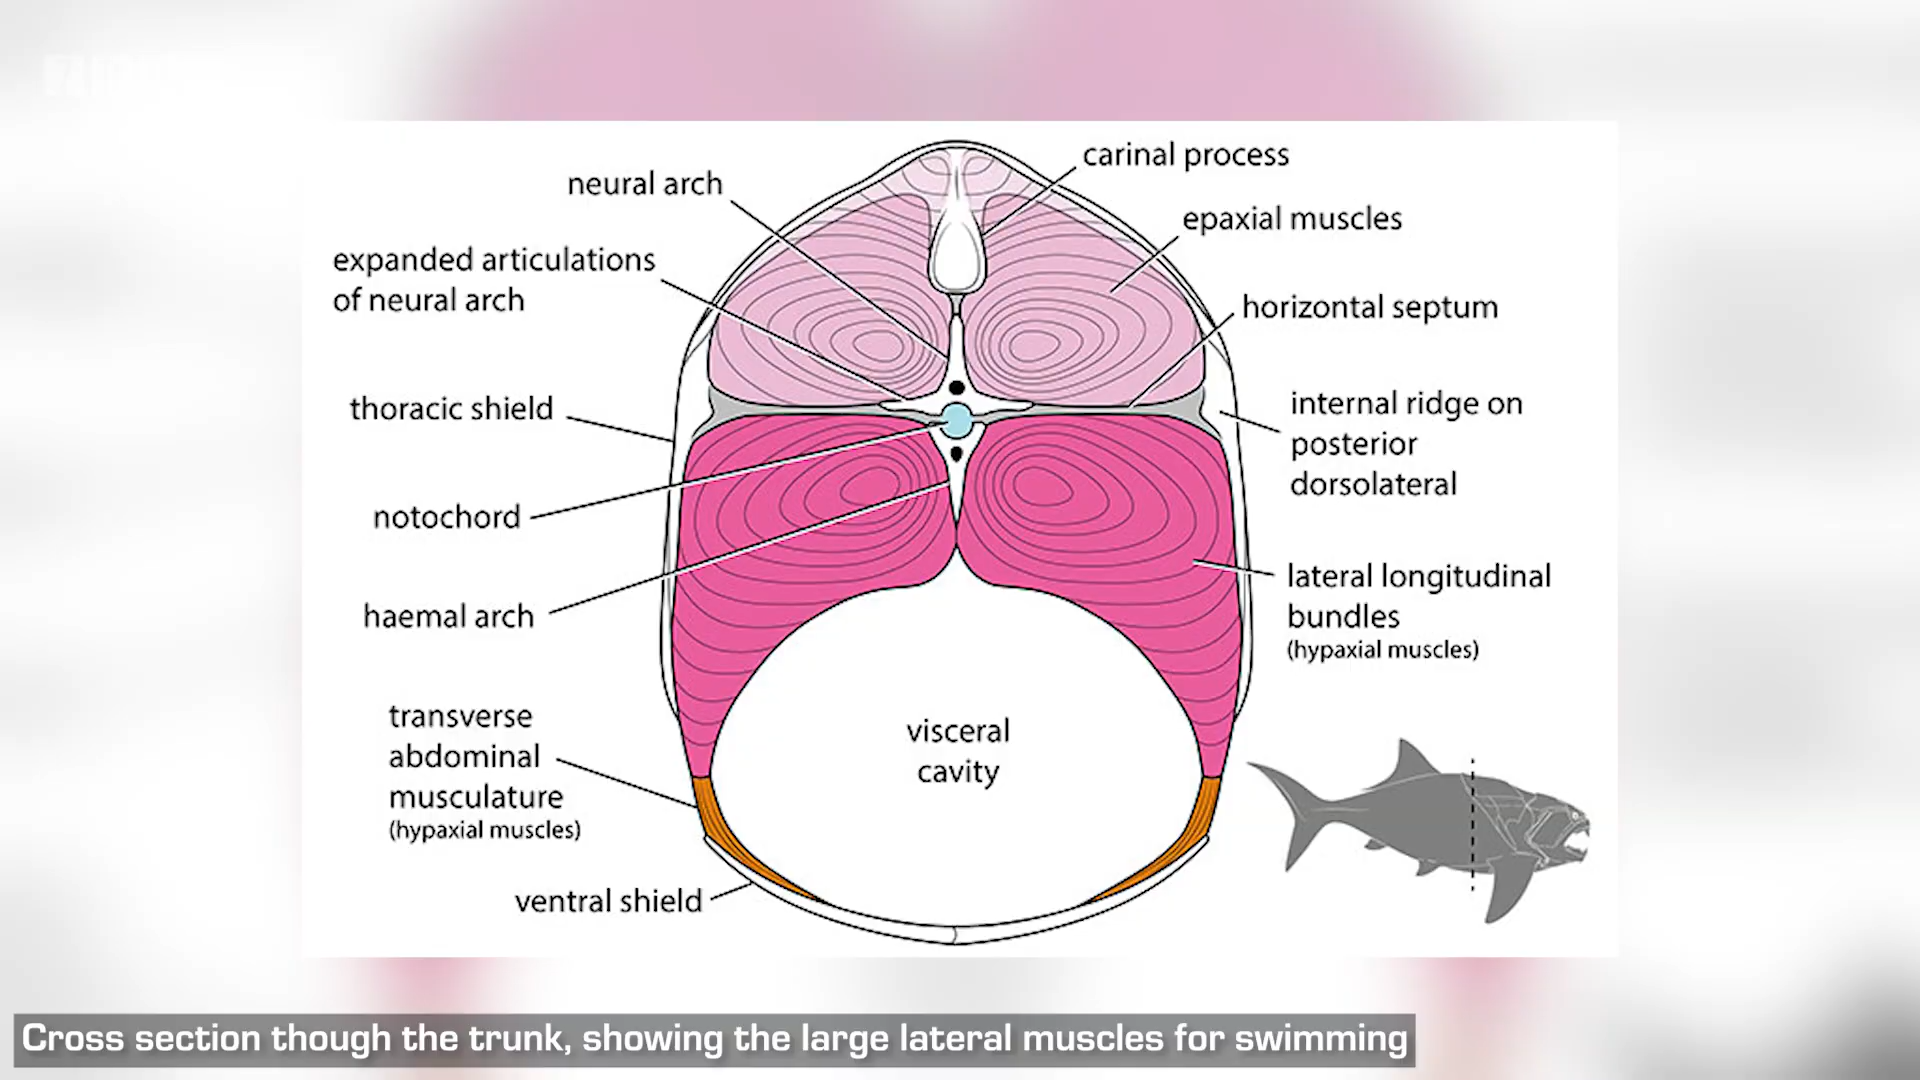 carinal process
neural arch
epaxial muscles
expanded articulations
of neural arch
horizontal septum
thoracic shield
internal ridge on
posterior
dorsolateral
notochord
haemal arch
lateral longitudinal
bundles
(hypaxial muscles)
transverse
abdominal
musculature
(hypaxial muscles)
visceral
cavity
ventral shield
Cross section though the trunk, showing the large lateral muscles for swimming